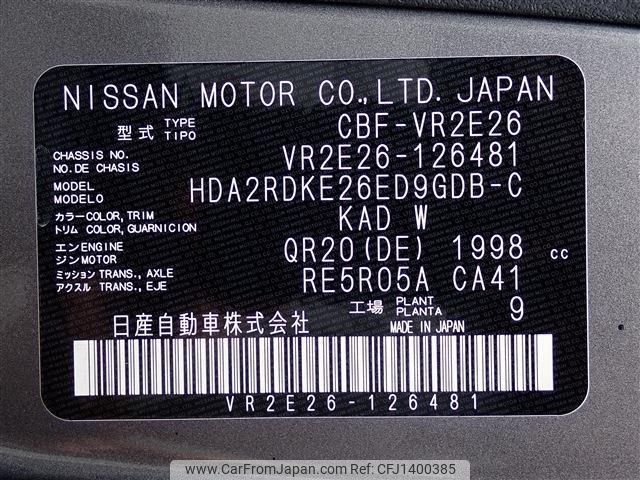 NISSAN MOTOR CO.,LTD. JAPAN
型式 TYPE TIPO CBF-VR2E26
CHASSIS NO. NO.DE CHASIS VR2E26-126481
MODEL MODELO HDA2RDKE26ED9GDB-C
カラー COLOR, TRIM
トリム COLOR, GUARNICION KAD W
エンジン ENGINE MOTOR QR20(DE) 1998 cc
ミッション TRANS., AXLE
アクスル TRANS., EJE RE5R05A CA41
工場 PLANT PLANTA 9
日産自動車株式会社 MADE IN JAPAN
VR2E26-126481
www.CarFromJapan.com - CFJ1400385